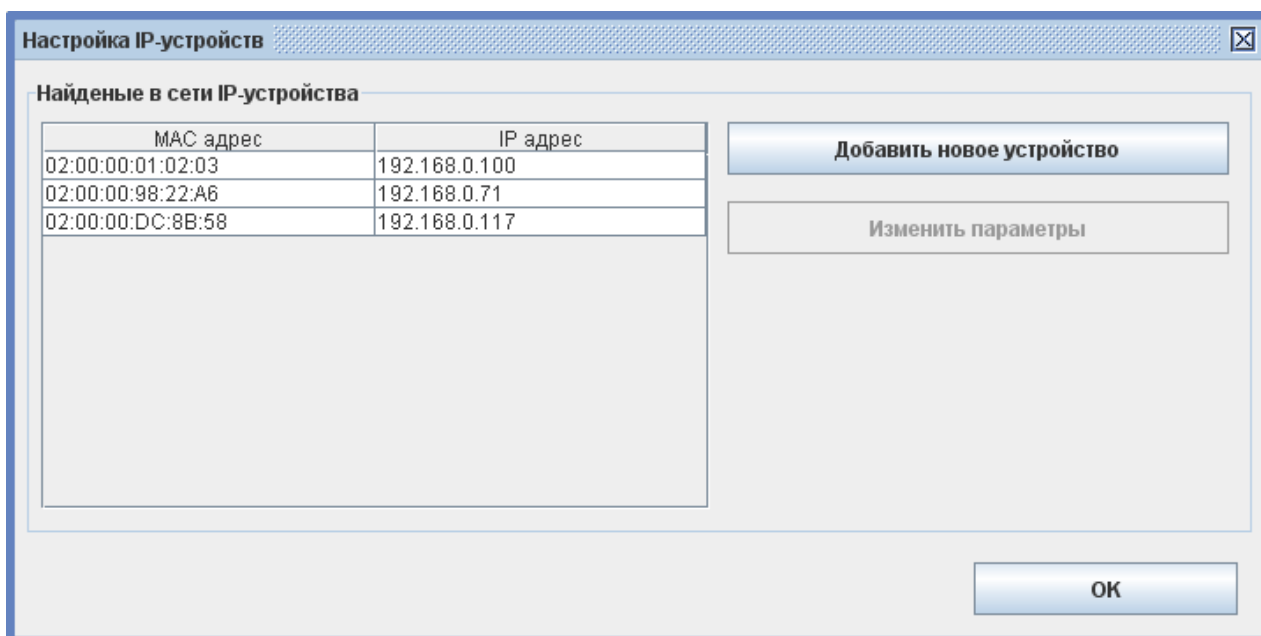 Настройка IP-устройств
Найденые в сети IP-устройства
MAC адрес IP адрес
02:00:00:01:02:03 192.168.0.100
02:00:00:98:22:A6 192.168.0.71
02:00:00:DC:8B:58 192.168.0.117
Добавить новое устройство
Изменить параметры
OK